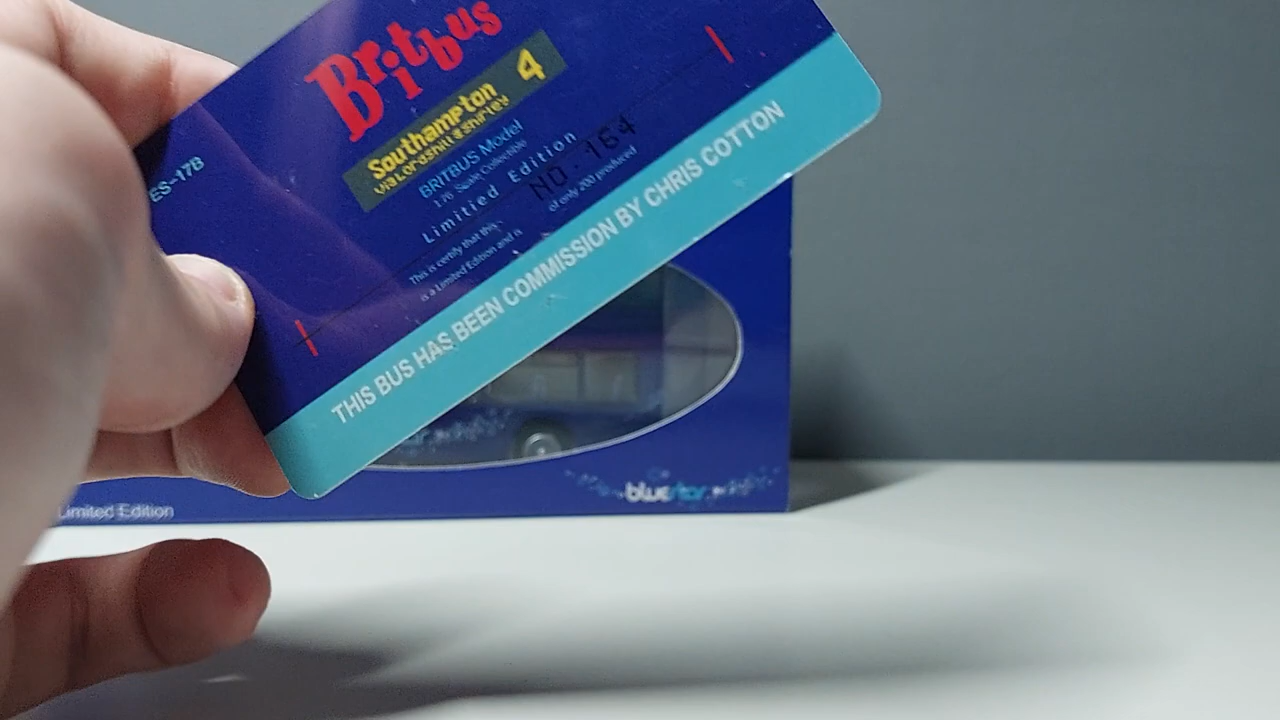 Britbus
Southampton 4
via Lordshill & Shirley
ES-17B
BRITBUS Model
1:76 Scale Collectible
Limitied Edition
NO.164
This is certify that this
is a Limited Edition and is
of only 200 produced
THIS BUS HAS BEEN COMMISSION BY CHRIS COTTON
Limited Edition
bluestar